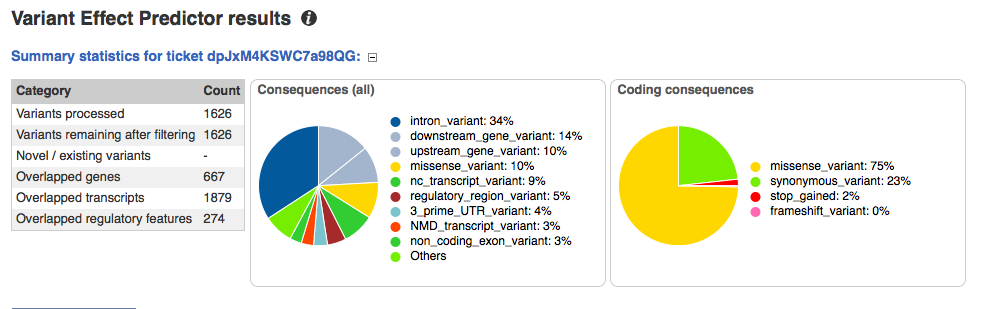 Variant Effect Predictor results i
Summary statistics for ticket dpJxM4KSWC7a98QG:
Category Count
Variants processed 1626
Variants remaining after filtering 1626
Novel / existing variants -
Overlapped genes 667
Overlapped transcripts 1879
Overlapped regulatory features 274
Consequences (all)
intron_variant: 34%
downstream_gene_variant: 14%
upstream_gene_variant: 10%
missense_variant: 10%
nc_transcript_variant: 9%
regulatory_region_variant: 5%
3_prime_UTR_variant: 4%
NMD_transcript_variant: 3%
non_coding_exon_variant: 3%
Others
Coding consequences
missense_variant: 75%
synonymous_variant: 23%
stop_gained: 2%
frameshift_variant: 0%